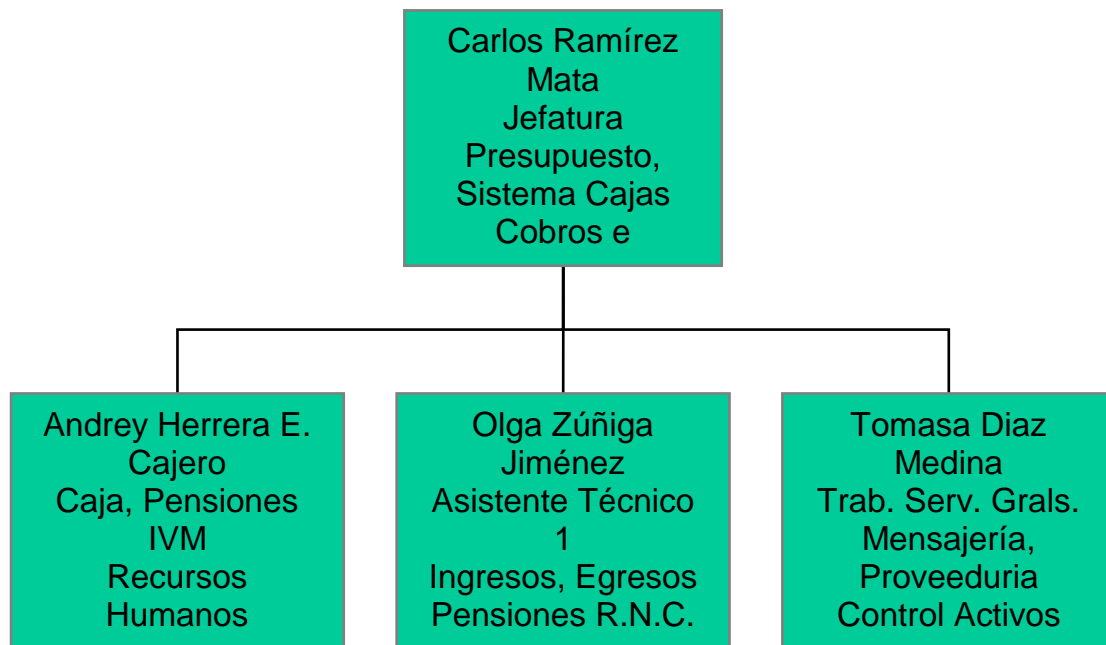 Carlos Ramírez
Mata
Jefatura
Presupuesto,
Sistema Cajas
Cobros e
Andrey Herrera E.
Cajero
Caja, Pensiones
IVM
Recursos
Humanos
Olga Zúñiga
Jiménez
Asistente Técnico
1
Ingresos, Egresos
Pensiones R.N.C.
Tomasa Diaz
Medina
Trab. Serv. Grals.
Mensajería,
Proveeduria
Control Activos